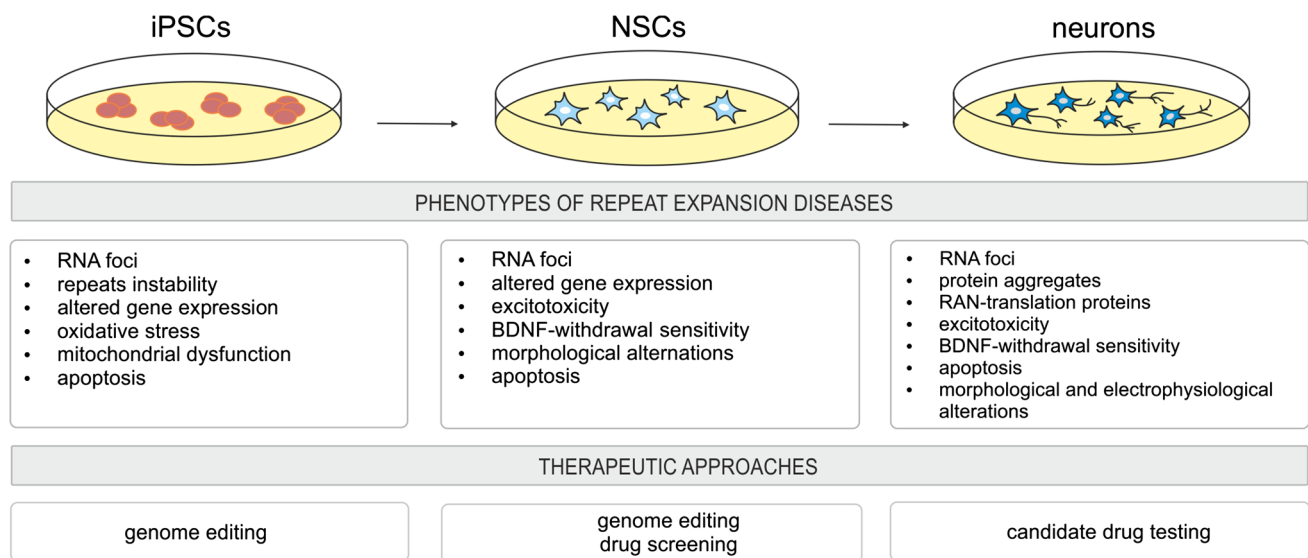 iPSCs
NSCs
neurons
PHENOTYPES OF REPEAT EXPANSION DISEASES
• RNA foci
• repeats instability
• altered gene expression
• oxidative stress
• mitochondrial dysfunction
• apoptosis
• RNA foci
• altered gene expression
• excitotoxicity
• BDNF-withdrawal sensitivity
• morphological alternations
• apoptosis
• RNA foci
• protein aggregates
• RAN-translation proteins
• excitotoxicity
• BDNF-withdrawal sensitivity
• apoptosis
• morphological and electrophysiological
alterations
THERAPEUTIC APPROACHES
genome editing
genome editing
drug screening
candidate drug testing